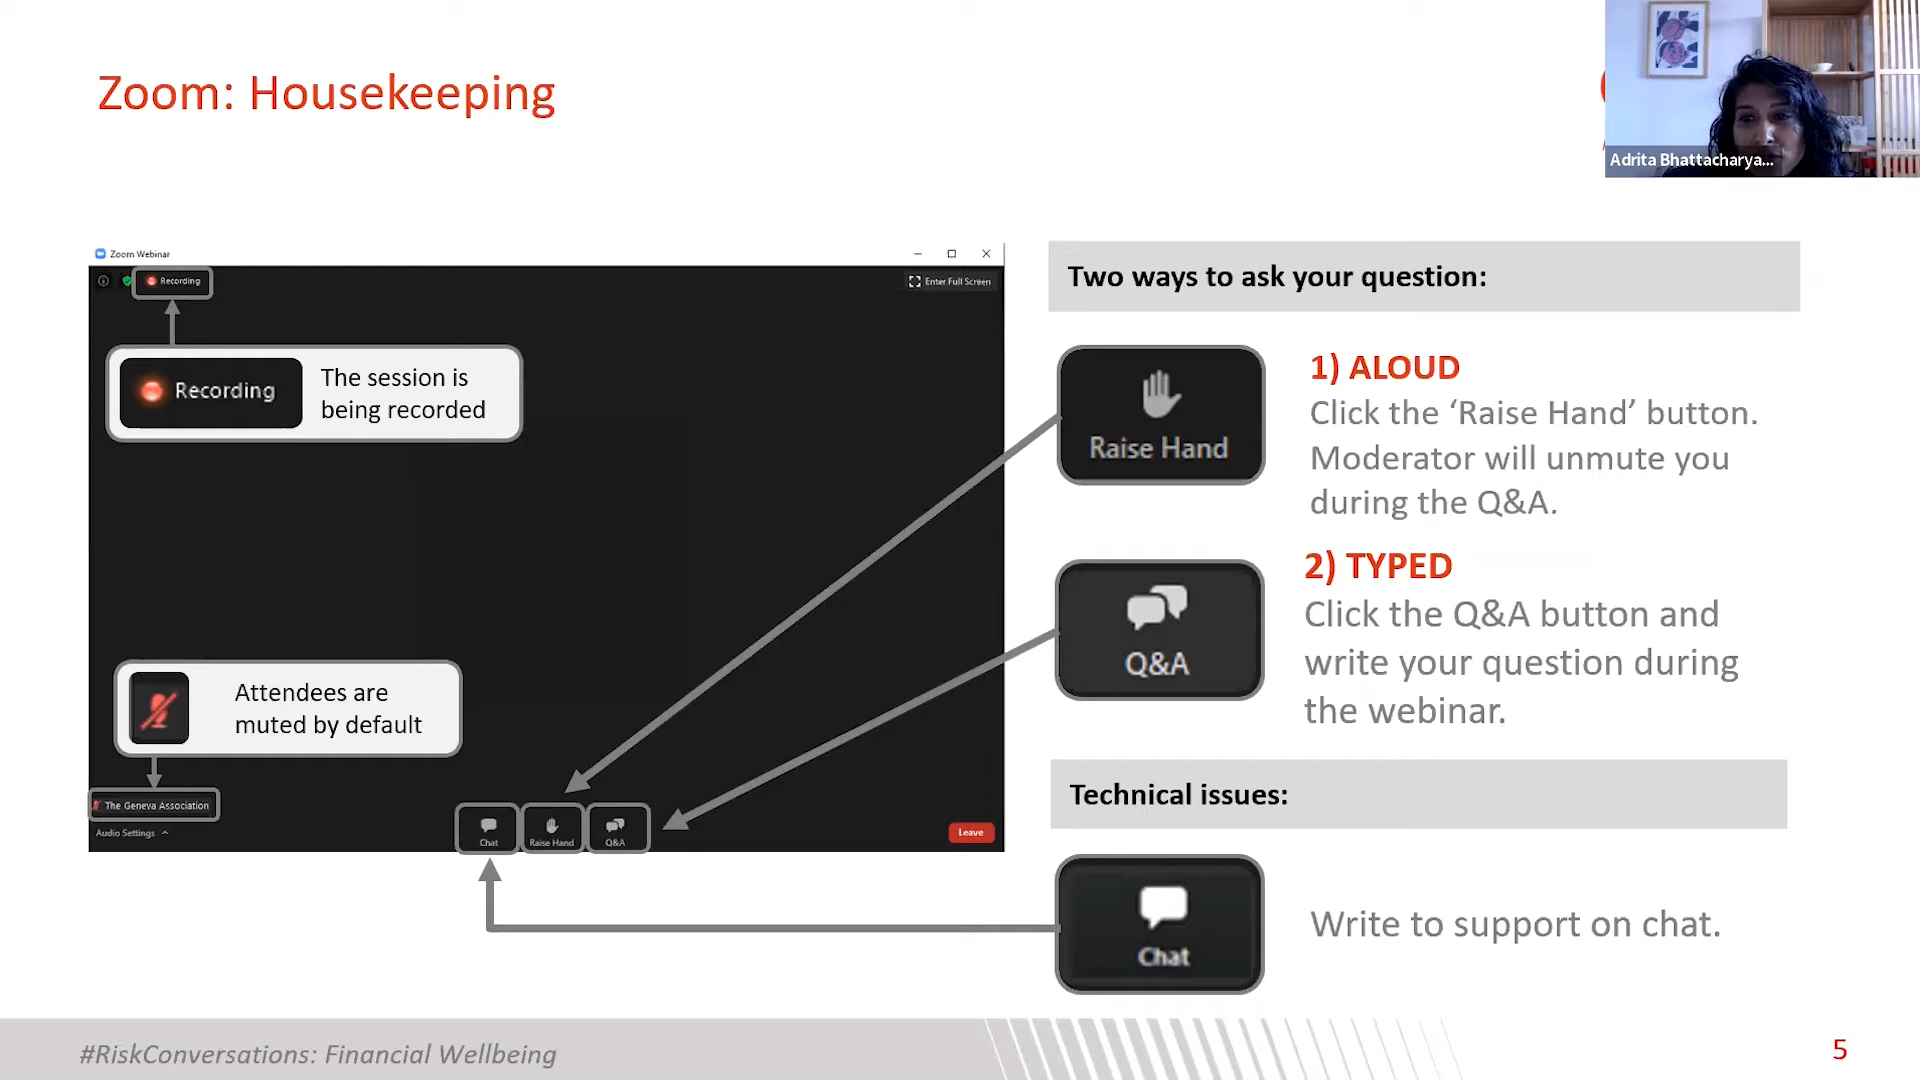 Zoom: Housekeeping
Adrita Bhattacharya...
Zoom Webinar
Recording
Enter Full Screen
Recording
The session is
being recorded
Attendees are
muted by default
The Geneva Association
Audio Settings
Chat
Raise Hand
Q&A
Leave
Two ways to ask your question:
Raise Hand
1) ALOUD
Click the ‘Raise Hand’ button.
Moderator will unmute you
during the Q&A.
Q&A
2) TYPED
Click the Q&A button and
write your question during
the webinar.
Technical issues:
Chat
Write to support on chat.
#RiskConversations: Financial Wellbeing
5